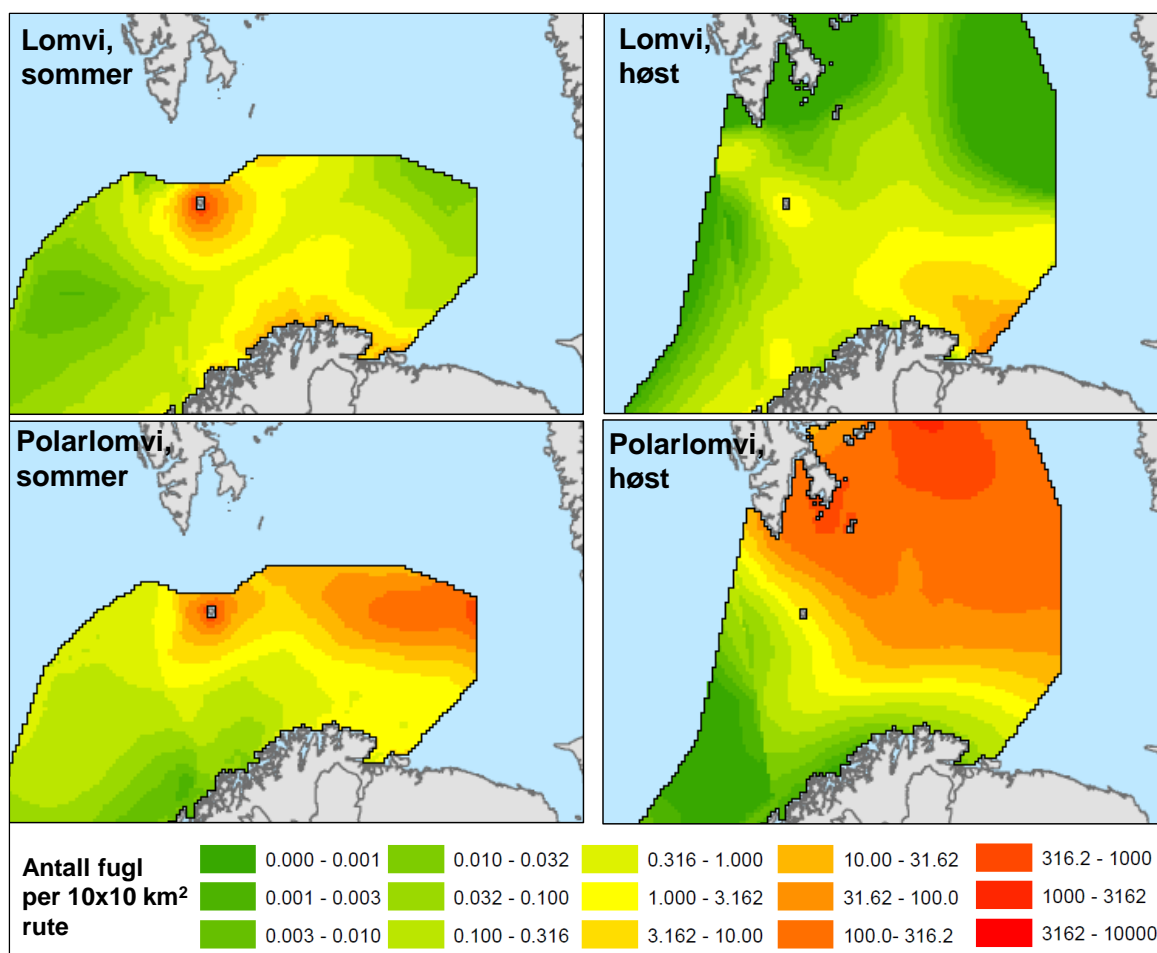 Lomvi,
sommer
Lomvi,
høst
Polarlomvi,
sommer
Polarlomvi,
høst
Antall fugl
per 10x10 km²
rute
0.000 - 0.001
0.001 - 0.003
0.003 - 0.010
0.010 - 0.032
0.032 - 0.100
0.100 - 0.316
0.316 - 1.000
1.000 - 3.162
3.162 - 10.00
10.00 - 31.62
31.62 - 100.0
100.0- 316.2
316.2 - 1000
1000 - 3162
3162 - 10000